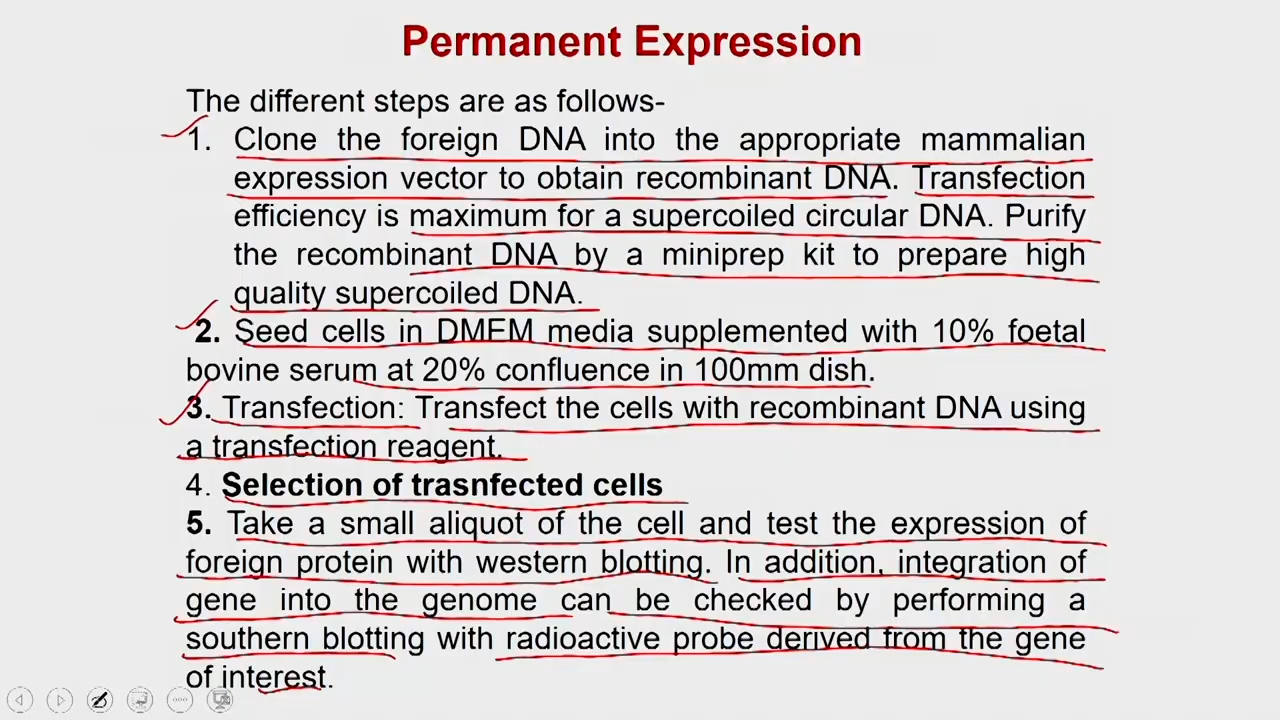 Permanent Expression
The different steps are as follows-
1. Clone the foreign DNA into the appropriate mammalian
expression vector to obtain recombinant DNA. Transfection
efficiency is maximum for a supercoiled circular DNA. Purify
the recombinant DNA by a miniprep kit to prepare high
quality supercoiled DNA.
2. Seed cells in DMEM media supplemented with 10% foetal
bovine serum at 20% confluence in 100mm dish.
3. Transfection: Transfect the cells with recombinant DNA using
a transfection reagent.
4. Selection of trasnfected cells
5. Take a small aliquot of the cell and test the expression of
foreign protein with western blotting. In addition, integration of
gene into the genome can be checked by performing a
southern blotting with radioactive probe derived from the gene
of interest.